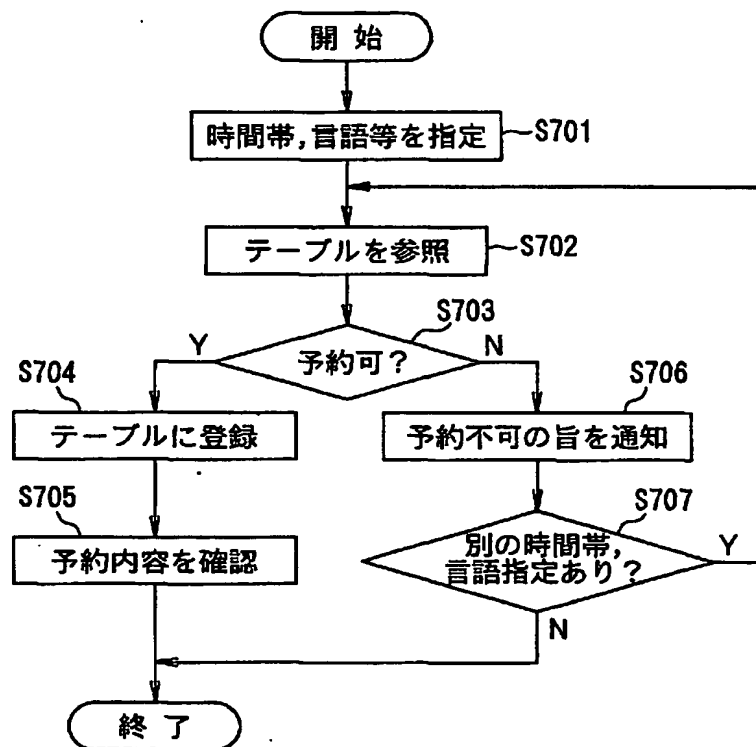 開始
時間帯,言語等を指定
S701
テーブルを参照
S702
S703
予約可?
Y
N
S704
テーブルに登録
S706
予約不可の旨を通知
S705
予約内容を確認
S707
別の時間帯,
言語指定あり?
Y
N
終了